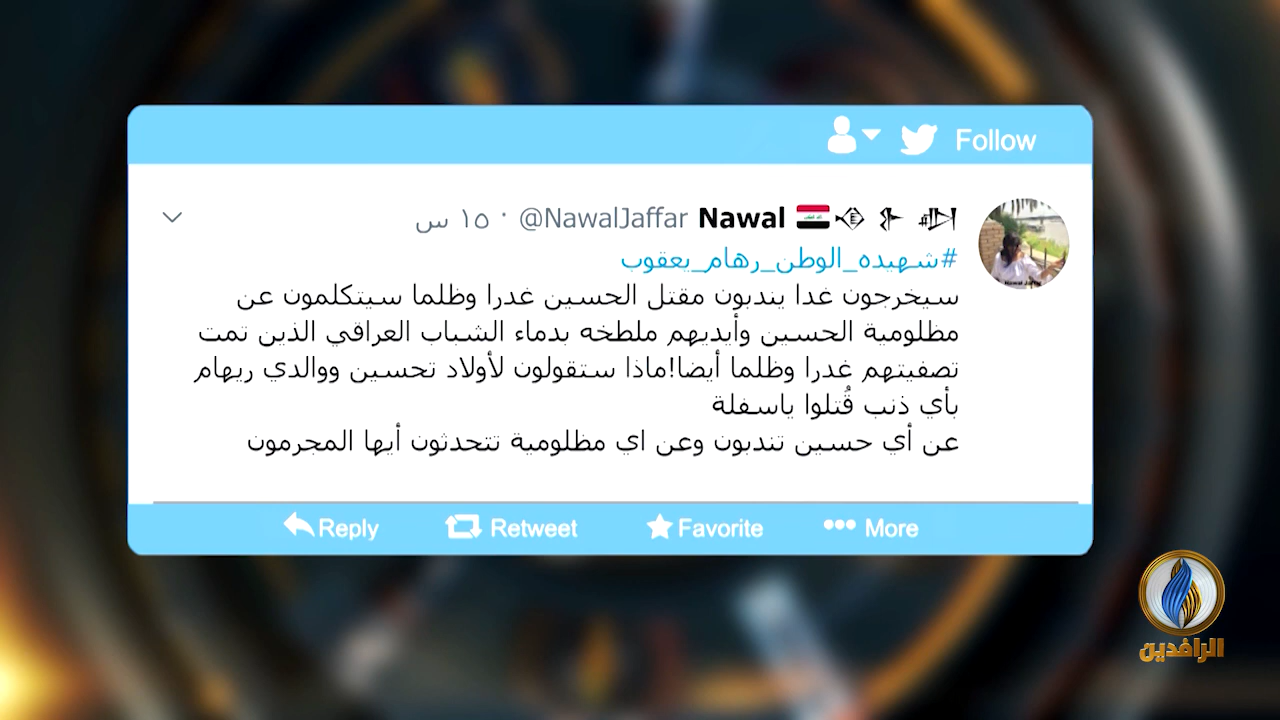 Follow
Nawal @NawalJaffar · ١٥ س
#شهيده_الوطن_رهام_يعقوب
سيخرجون غدا يندبون مقتل الحسين غدرا وظلما سيتكلمون عن
مظلومية الحسين وأيديهم ملطخه بدماء الشباب العراقي الذين تمت
تصفيتهم غدرا وظلما أيضا!ماذا ستقولون لأولاد تحسين ووالدي ريهام
بأي ذنب قُتلوا ياسفلة
عن أي حسين تندبون وعن اي مظلومية تتحدثون أيها المجرمون
Reply Retweet Favorite More
الرافدين